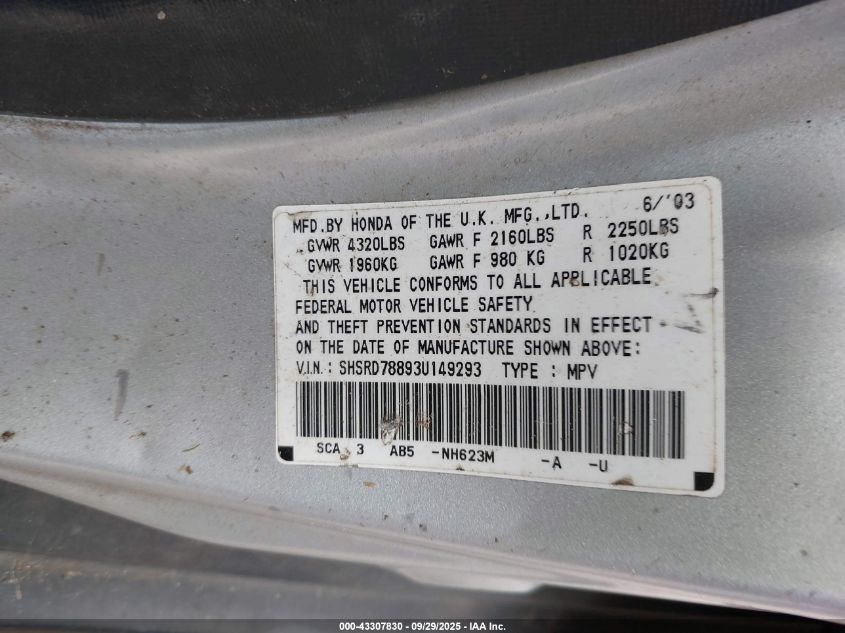 MFD.BY HONDA OF THE U.K. MFG.,LTD. 6/'03
GVWR 4320LBS GAWR F 2160LBS R 2250LBS
GVWR 1960KG GAWR F 980 KG R 1020KG
THIS VEHICLE CONFORMS TO ALL APPLICABLE
FEDERAL MOTOR VEHICLE SAFETY
AND THEFT PREVENTION STANDARDS IN EFFECT
ON THE DATE OF MANUFACTURE SHOWN ABOVE:
V.I.N.: SHSRD78893U149293 TYPE : MPV
SCA 3 AB5 -NH623M -A -U
000-43307830 - 09/29/2025 - IAA Inc.